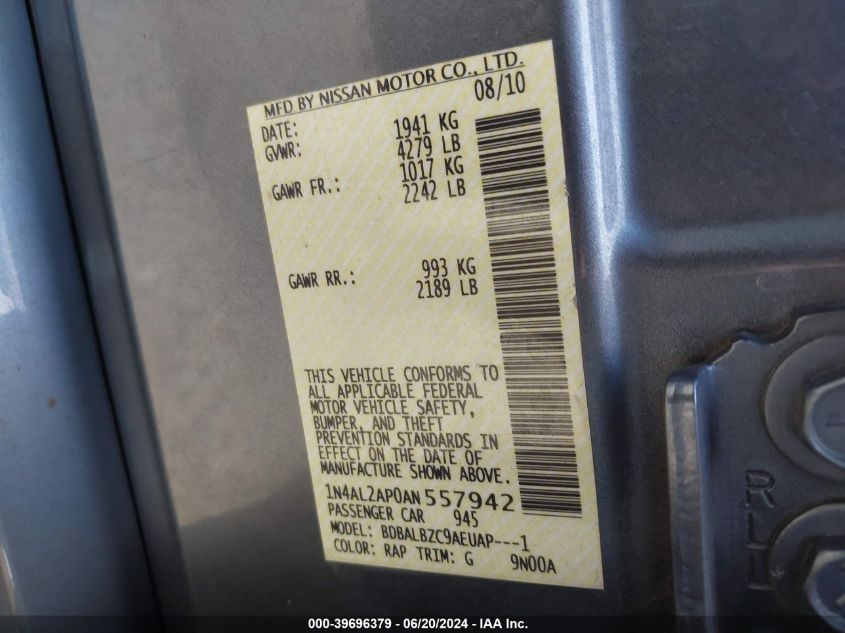 MFD BY NISSAN MOTOR CO., LTD.
DATE: 08/10
GVWR: 1941 KG
4279 LB
GAWR FR.: 1017 KG
2242 LB
GAWR RR.: 993 KG
2189 LB
THIS VEHICLE CONFORMS TO
ALL APPLICABLE FEDERAL
MOTOR VEHICLE SAFETY,
BUMPER, AND THEFT
PREVENTION STANDARDS IN
EFFECT ON THE DATE OF
MANUFACTURE SHOWN ABOVE.
1N4AL2AP0AN557942
PASSENGER CAR 945
MODEL: BDBALBZC9AEUAP---1
COLOR: RAP TRIM: G 9N00A
000-39696379 - 06/20/2024 - IAA Inc.